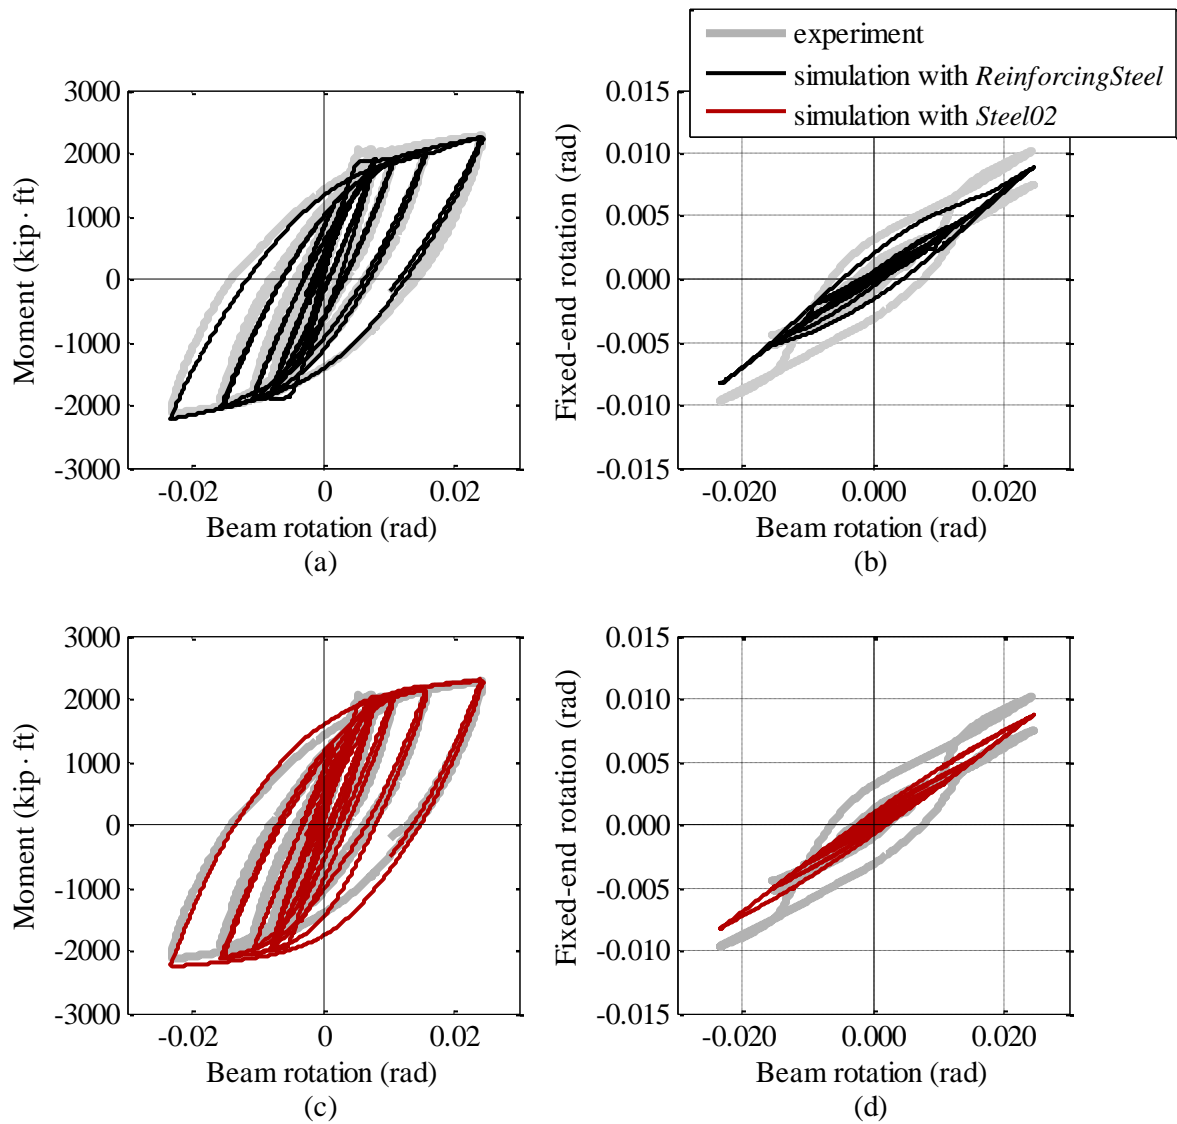 experiment
simulation with ReinforcingSteel
simulation with Steel02
3000
2000
1000
0
-1000
-2000
-3000
Moment (kip · ft)
-0.02 0 0.02
Beam rotation (rad)
(a)
0.015
0.010
0.005
0.000
-0.005
-0.010
-0.015
Fixed-end rotation (rad)
-0.020 0.000 0.020
Beam rotation (rad)
(b)
3000
2000
1000
0
-1000
-2000
-3000
Moment (kip · ft)
-0.02 0 0.02
Beam rotation (rad)
(c)
0.015
0.010
0.005
0.000
-0.005
-0.010
-0.015
Fixed-end rotation (rad)
-0.020 0.000 0.020
Beam rotation (rad)
(d)